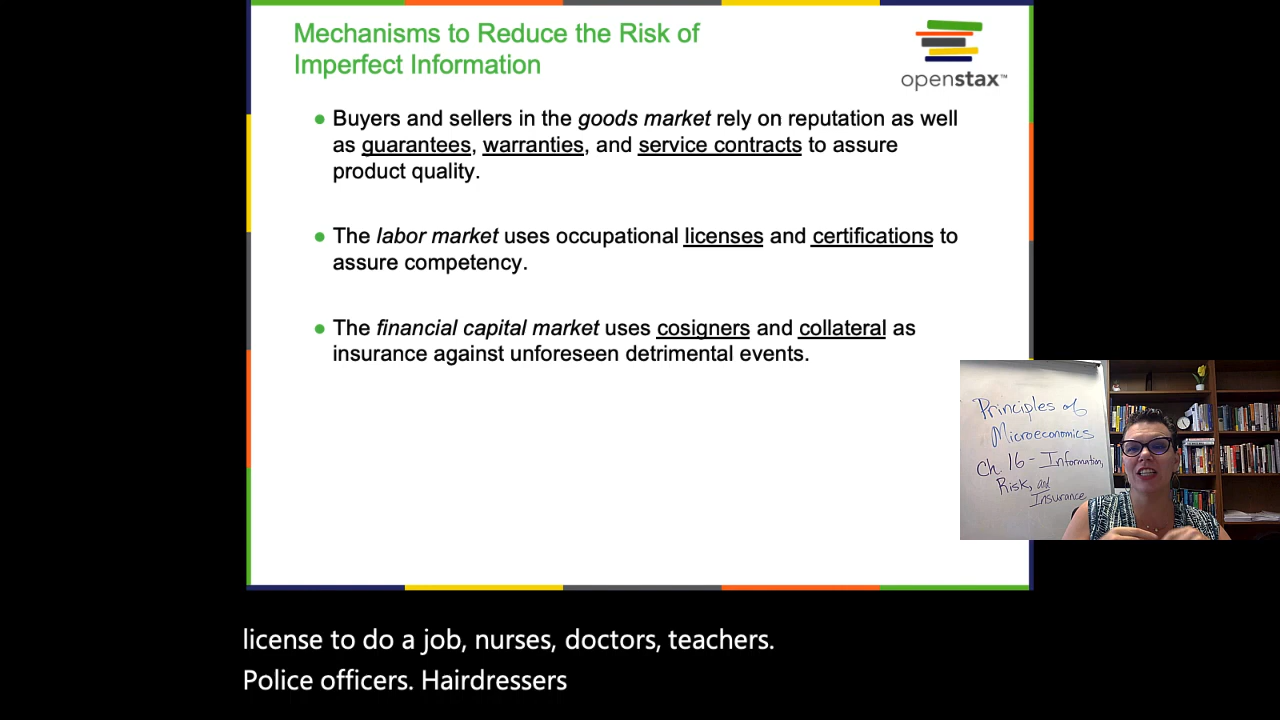 Mechanisms to Reduce the Risk of
Imperfect Information
openstax™
● Buyers and sellers in the goods market rely on reputation as well
as guarantees, warranties, and service contracts to assure
product quality.
● The labor market uses occupational licenses and certifications to
assure competency.
● The financial capital market uses cosigners and collateral as
insurance against unforeseen detrimental events.
Principles of
Microeconomics
Ch. 16 - Information,
Risk, and
Insurance
license to do a job, nurses, doctors, teachers.
Police officers. Hairdressers